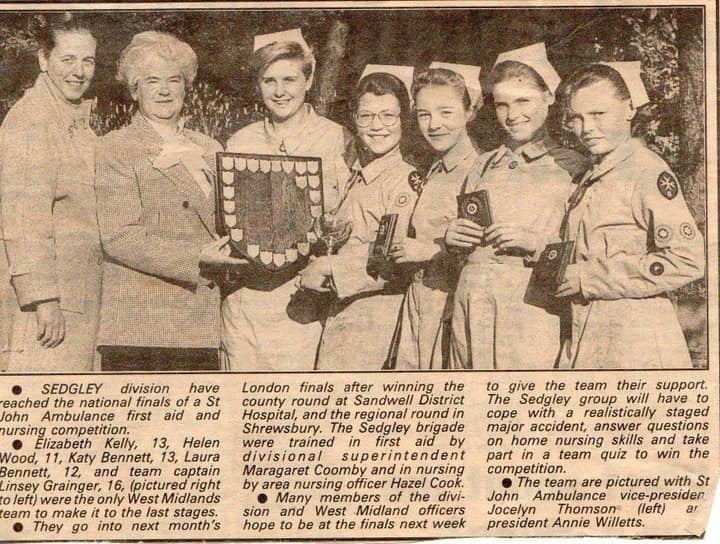 ● SEDGLEY division have
reached the national finals of a St
John Ambulance first aid and
nursing competition.
● Elizabeth Kelly, 13, Helen
Wood, 11, Katy Bennett, 13, Laura
Bennett, 12, and team captain
Linsey Grainger, 16, (pictured right
to left) were the only West Midlands
team to make it to the last stages.
● They go into next month's
London finals after winning the
county round at Sandwell District
Hospital, and the regional round in
Shrewsbury. The Sedgley brigade
were trained in first aid by
divisional superintendent
Maragaret Coomby and in nursing
by area nursing officer Hazel Cook.
● Many members of the divi-
sion and West Midland officers
hope to be at the finals next week
to give the team their support.
The Sedgley group will have to
cope with a realistically staged
major accident, answer questions
on home nursing skills and take
part in a team quiz to win the
competition.
● The team are pictured with St
John Ambulance vice-presiden
Jocelyn Thomson (left) ar
president Annie Willetts.